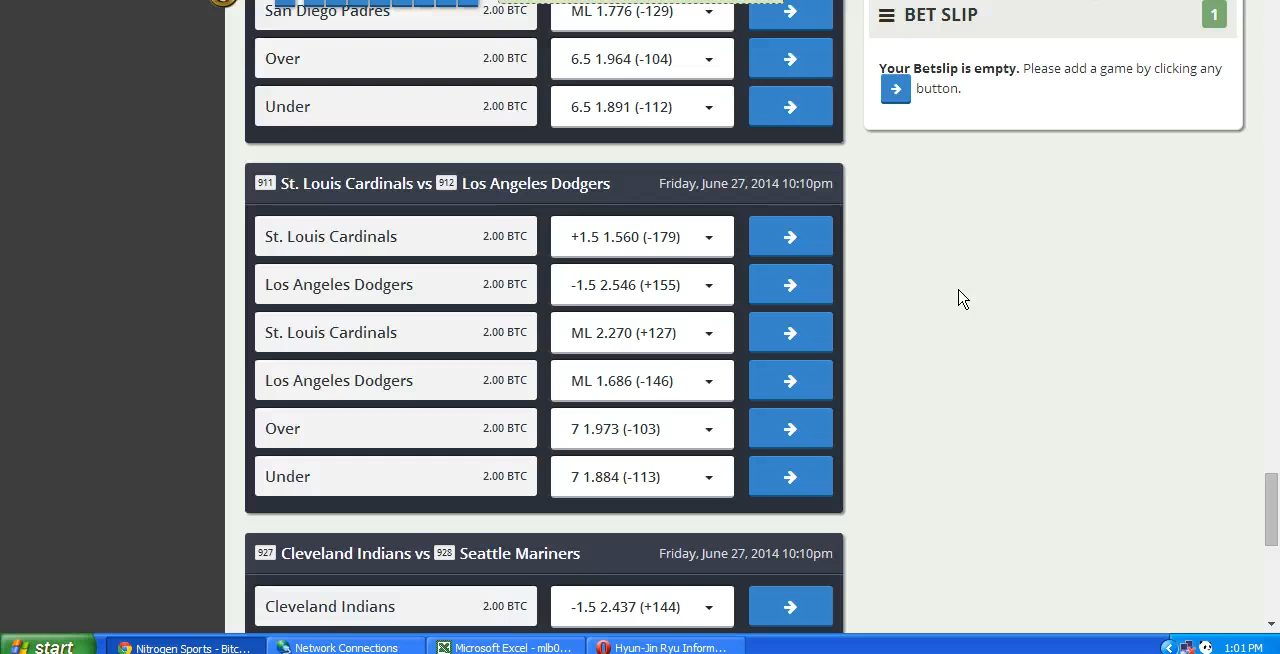 San Diego Padres 2.00 BTC ML 1.776 (-129)
Over 2.00 BTC 6.5 1.964 (-104)
Under 2.00 BTC 6.5 1.891 (-112)
BET SLIP 1
Your Betslip is empty. Please add a game by clicking any
button.
911 St. Louis Cardinals vs 912 Los Angeles Dodgers Friday, June 27, 2014 10:10pm
St. Louis Cardinals 2.00 BTC +1.5 1.560 (-179)
Los Angeles Dodgers 2.00 BTC -1.5 2.546 (+155)
St. Louis Cardinals 2.00 BTC ML 2.270 (+127)
Los Angeles Dodgers 2.00 BTC ML 1.686 (-146)
Over 2.00 BTC 7 1.973 (-103)
Under 2.00 BTC 7 1.884 (-113)
927 Cleveland Indians vs 928 Seattle Mariners Friday, June 27, 2014 10:10pm
Cleveland Indians 2.00 BTC -1.5 2.437 (+144)
start Nitrogen Sports - Bitc... Network Connections Microsoft Excel - mlb0... Hyun-Jin Ryu Inform... 1:01 PM